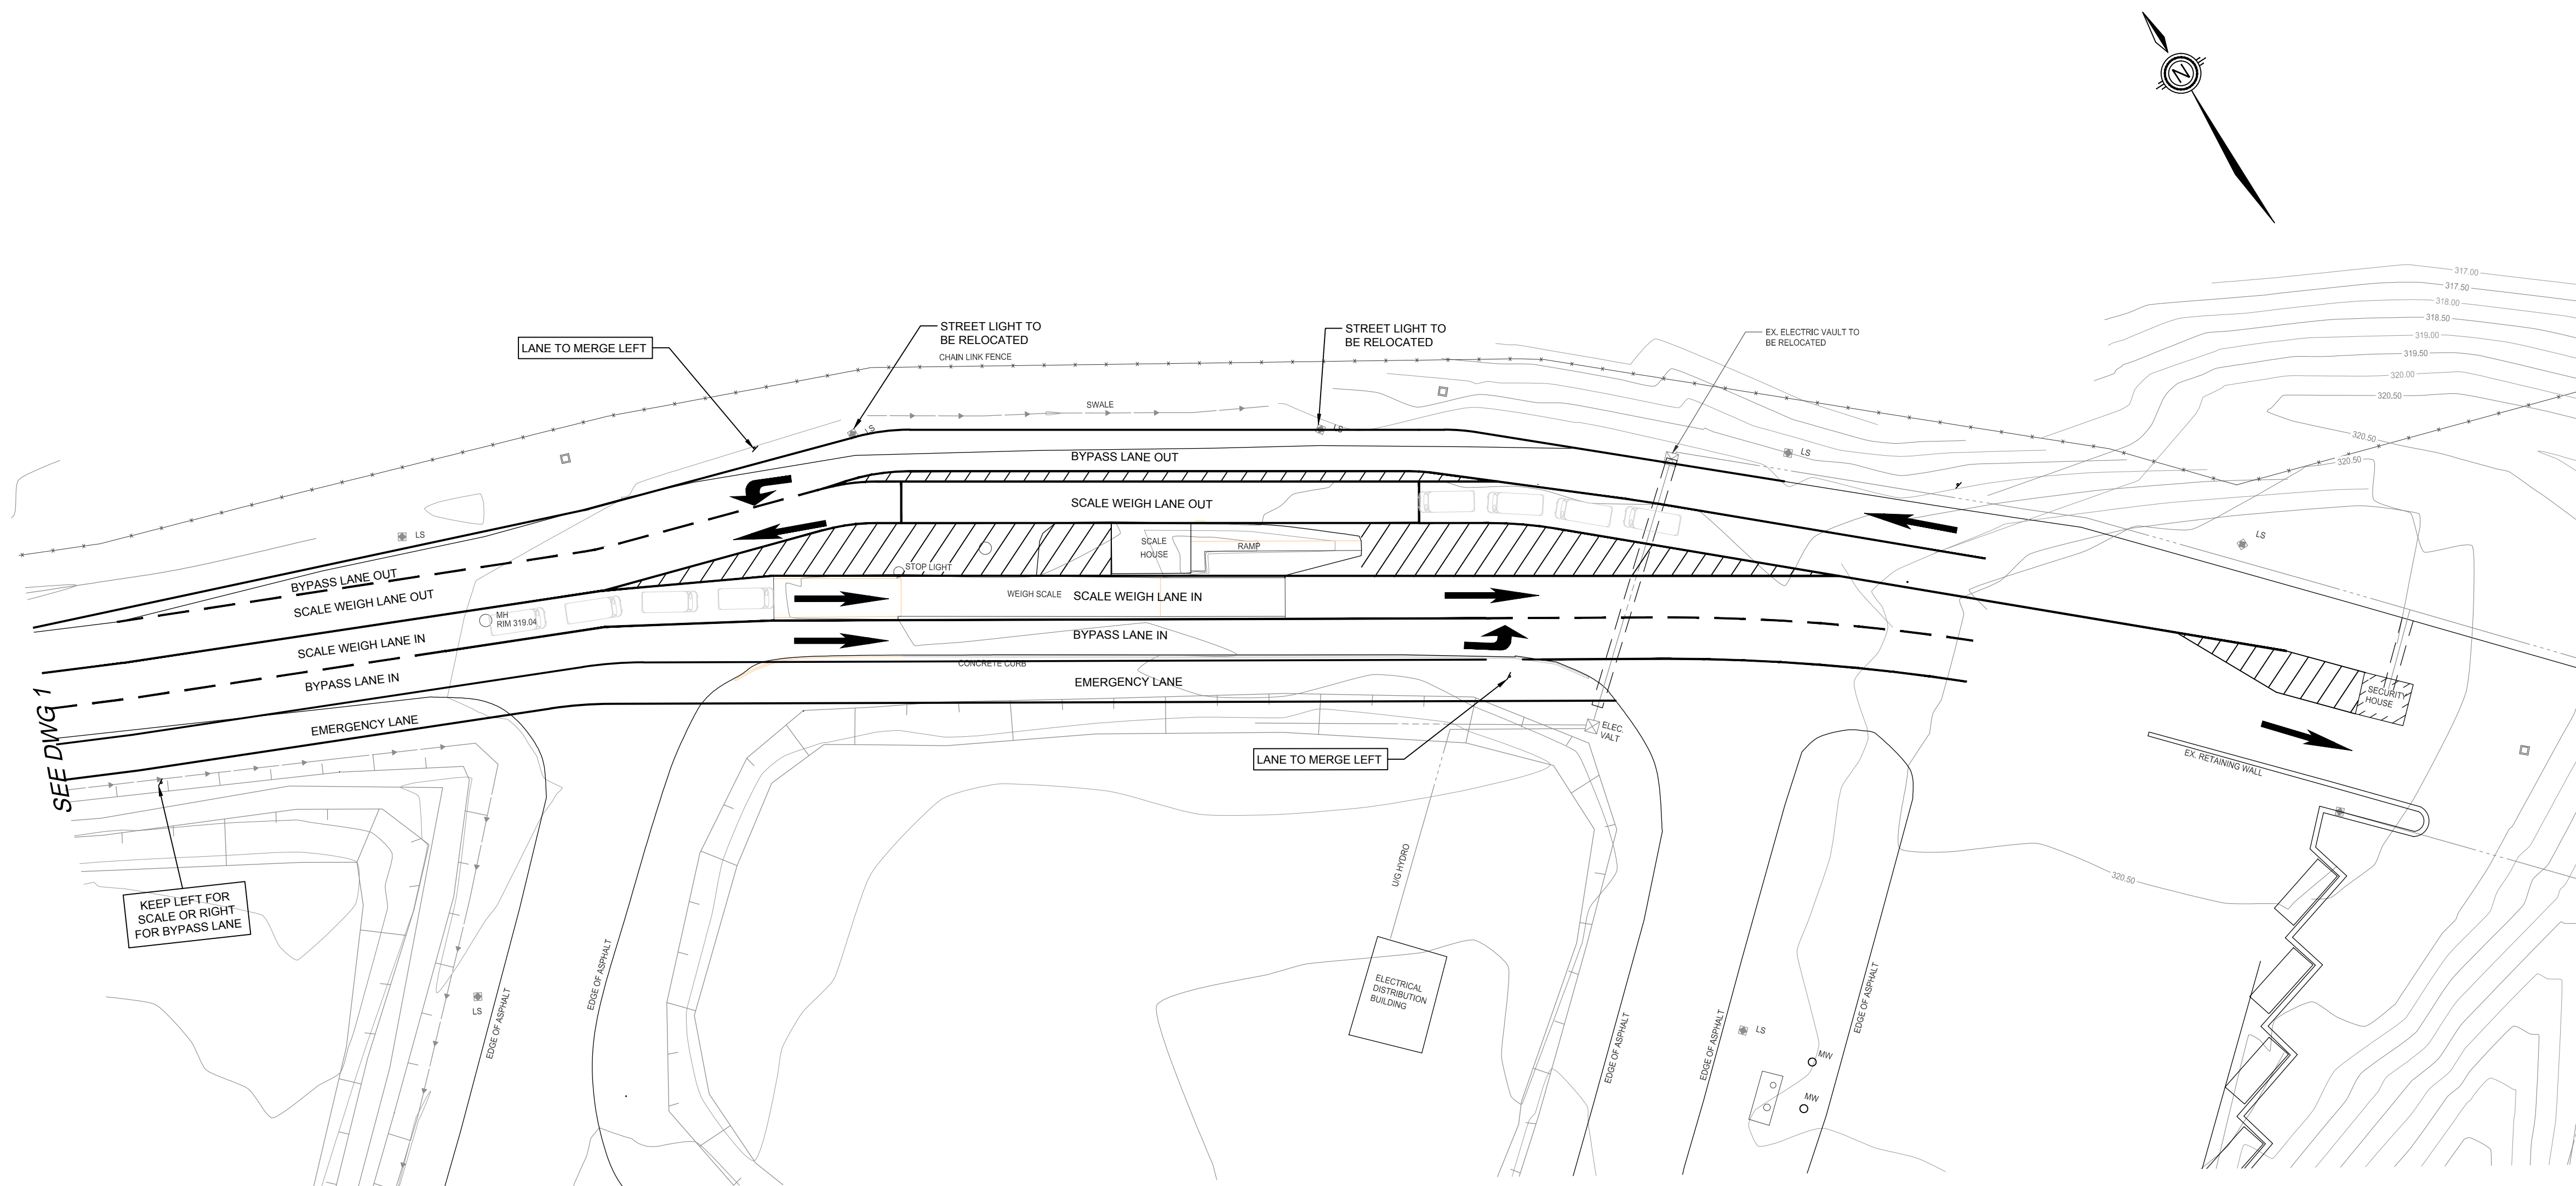 N
317.00
317.50
318.00
318.50
319.00
319.50
320.00
320.50
320.50
320.50
STREET LIGHT TO
BE RELOCATED
STREET LIGHT TO
BE RELOCATED
EX. ELECTRIC VAULT TO
BE RELOCATED
LANE TO MERGE LEFT
CHAIN LINK FENCE
SWALE
LS
LS
LS
LS
LS
BYPASS LANE OUT
SCALE WEIGH LANE OUT
SCALE
HOUSE
RAMP
STOP LIGHT
BYPASS LANE OUT
SCALE WEIGH LANE OUT
WEIGH SCALE
SCALE WEIGH LANE IN
MH
RIM 319.04
SCALE WEIGH LANE IN
BYPASS LANE IN
BYPASS LANE IN
CONCRETE CURB
EMERGENCY LANE
EMERGENCY LANE
SEE DWG 1
SECURITY
HOUSE
ELEC.
VALT
LANE TO MERGE LEFT
EX. RETAINING WALL
U/G HYDRO
320.50
KEEP LEFT FOR
SCALE OR RIGHT
FOR BYPASS LANE
ELECTRICAL
DISTRIBUTION
BUILDING
LS
EDGE OF ASPHALT
EDGE OF ASPHALT
EDGE OF ASPHALT
EDGE OF ASPHALT
EDGE OF ASPHALT
LS
MW
MW